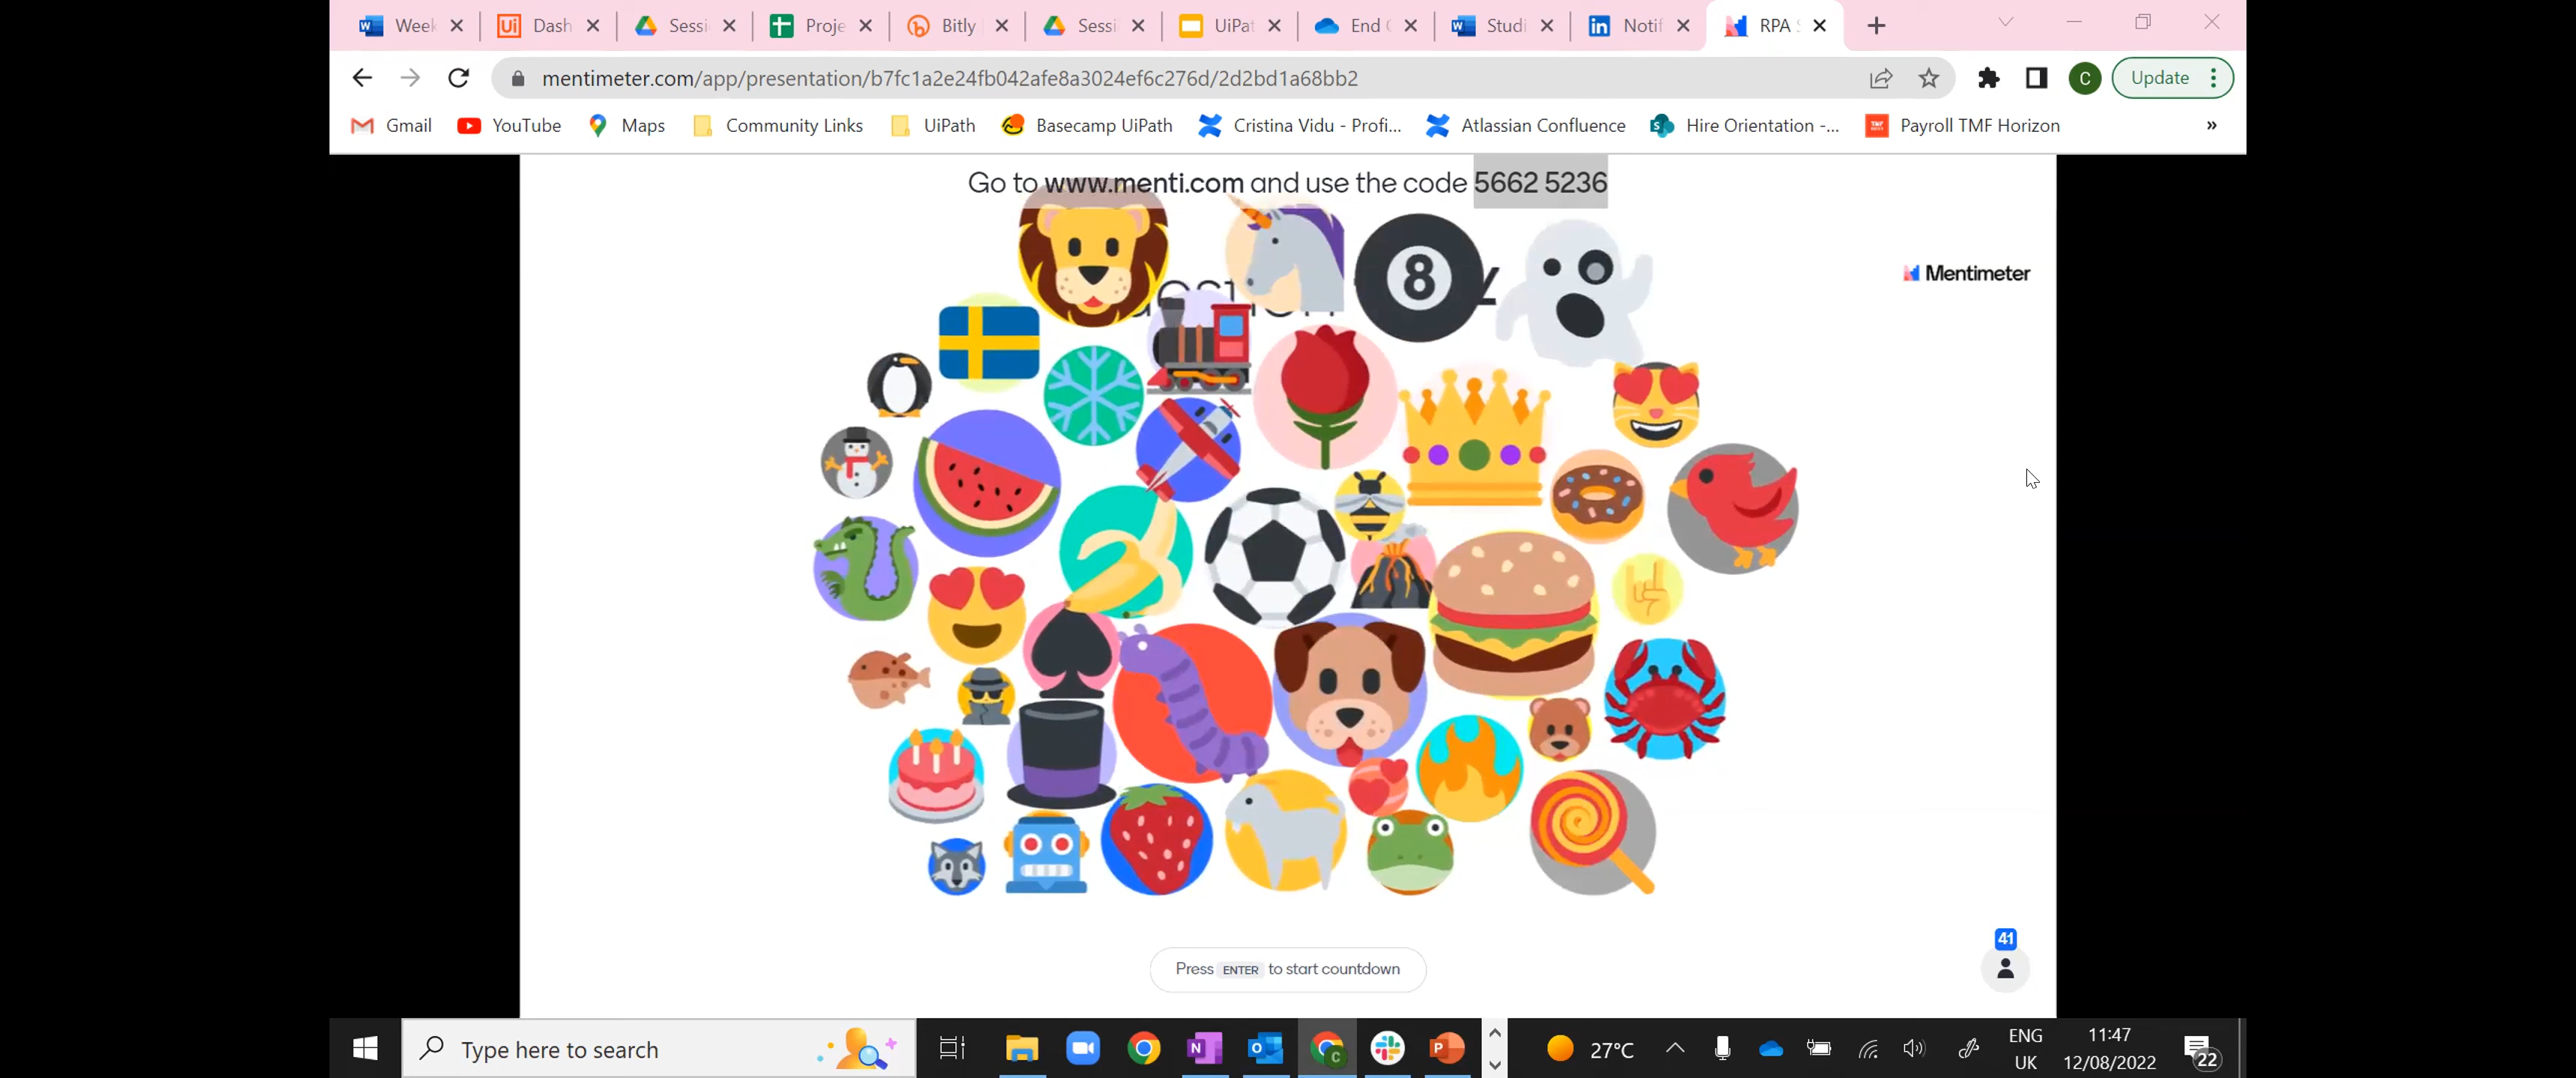 Week
Dash
Sessi
Proje
Bitly
Sessi
UiPat
End
Studi
Notif
RPA
mentimeter.com/app/presentation/b7fc1a2e24fb042afe8a3024ef6c276d/2d2bd1a68bb2
C
Update
Gmail
YouTube
Maps
Community Links
UiPath
Basecamp UiPath
Cristina Vidu - Profi...
Atlassian Confluence
Hire Orientation -...
Payroll TMF Horizon
»
Go to www.menti.com and use the code 5662 5236
8
Mentimeter
41
Press ENTER to start countdown
Type here to search
27°C
ENG
UK
11:47
12/08/2022
22